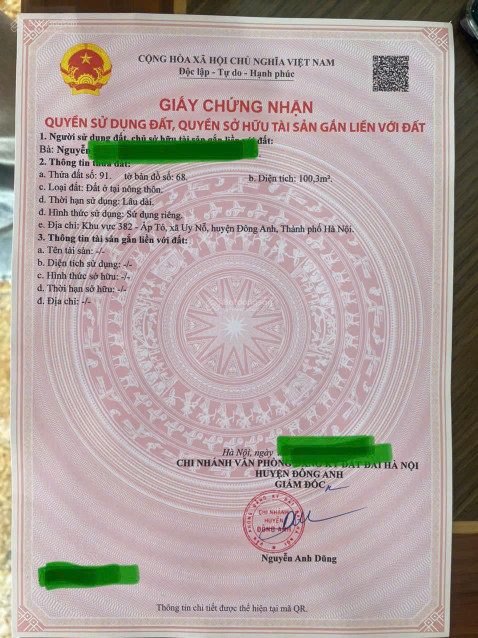 CỘNG HÒA XÃ HỘI CHỦ NGHĨA VIỆT NAM
Độc lập - Tự do - Hạnh phúc
GIẤY CHỨNG NHẬN
QUYỀN SỬ DỤNG ĐẤT, QUYỀN SỞ HỮU TÀI SẢN GẮN LIỀN VỚI ĐẤT
1. Người sử dụng đất, chủ sở hữu tài sản gắn liền với đất:
Bà: Nguyễn
2. Thông tin thửa đất:
a. Thửa đất số: 91. tờ bản đồ số: 68. b. Diện tích: 100,3m².
c. Loại đất: Đất ở tại nông thôn.
d. Thời hạn sử dụng: Lâu dài.
đ. Hình thức sử dụng: Sử dụng riêng.
e. Địa chỉ: Khu vực 382 - Ấp Tó, xã Uy Nỗ, huyện Đông Anh, Thành phố Hà Nội.
3. Thông tin tài sản gắn liền với đất:
a. Tên tài sản: -/-
b. Diện tích sử dụng: -/-
c. Hình thức sở hữu: -/-
d. Thời hạn sở hữu: -/-
đ. Địa chỉ: -/-
Hà Nội, ngày
CHI NHÁNH VĂN PHÒNG ĐĂNG KÝ ĐẤT ĐAI HÀ NỘI
HUYỆN ĐÔNG ANH
GIÁM ĐỐC
CHI NHÁNH
HUYỆN
ĐÔNG ANH
Nguyễn Anh Dũng
Thông tin chi tiết được thể hiện tại mã QR.